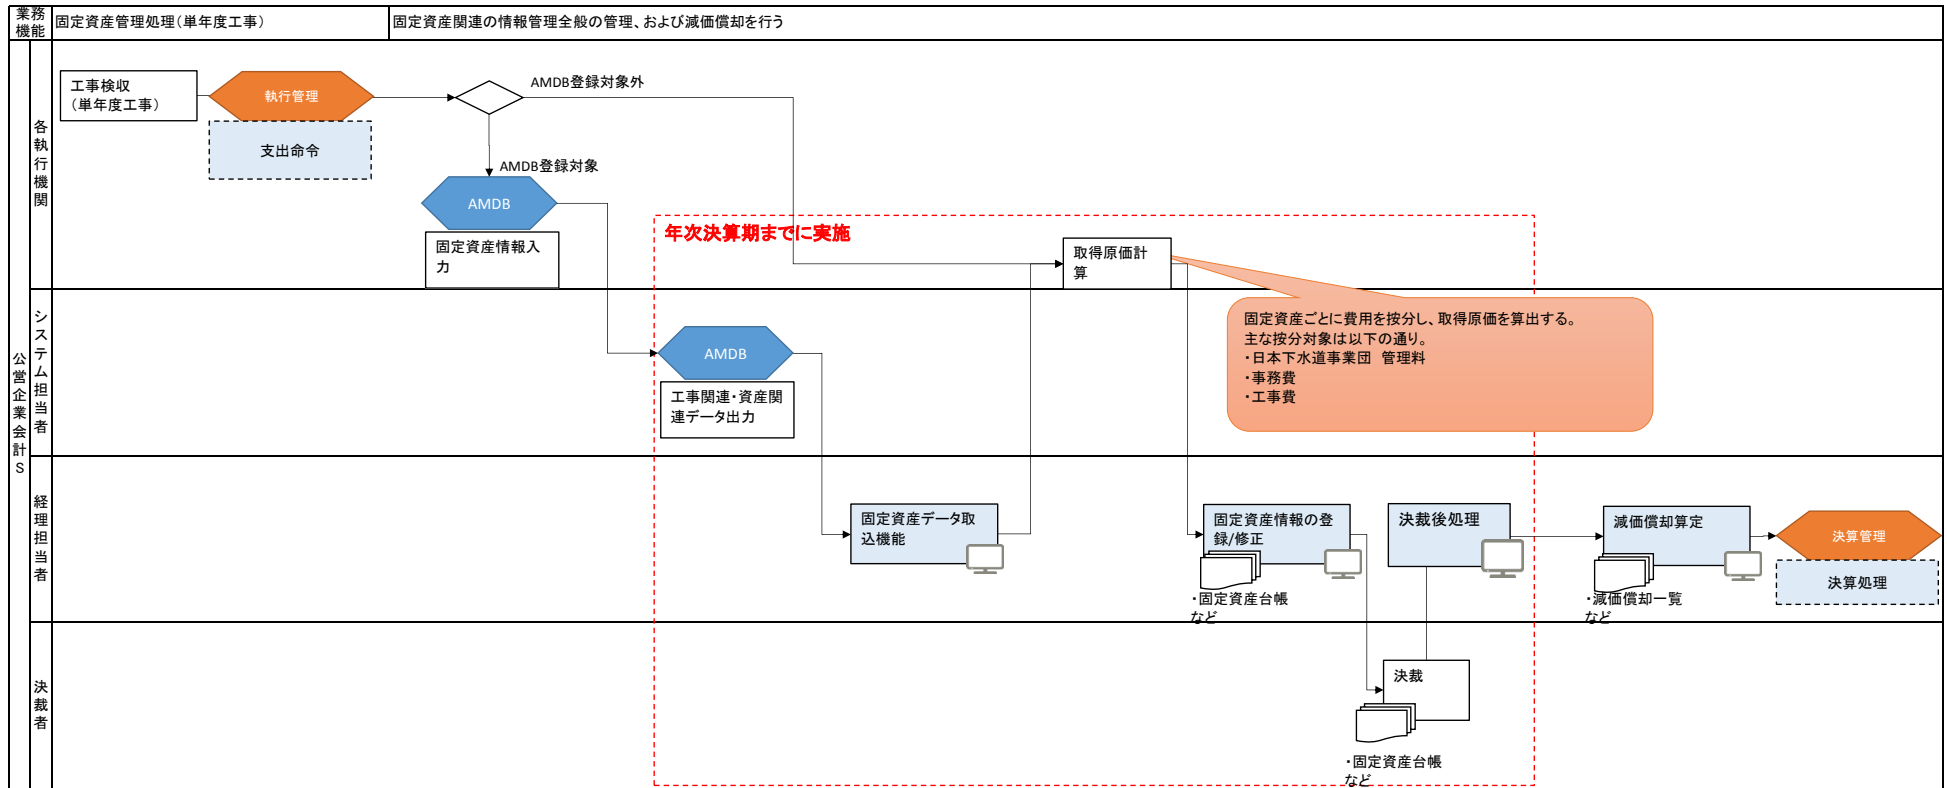 業務
機能
固定資産管理処理（単年度工事）
固定資産関連の情報管理全般の管理、および減価償却を行う
公営企業会計S
各執行機関
工事検収
（単年度工事）
執行管理
支出命令
AMDB登録対象外
AMDB登録対象
AMDB
固定資産情報入
力
年次決算期までに実施
取得原価計
算
システム担当者
AMDB
工事関連・資産関
連データ出力
固定資産ごとに費用を按分し、取得原価を算出する。
主な按分対象は以下の通り。
・日本下水道事業団　管理料
・事務費
・工事費
経理担当者
固定資産データ取
込機能
固定資産情報の登
録/修正
・固定資産台帳
など
決裁後処理
減価償却算定
・減価償却一覧
など
決算管理
決算処理
決裁者
決裁
・固定資産台帳
など